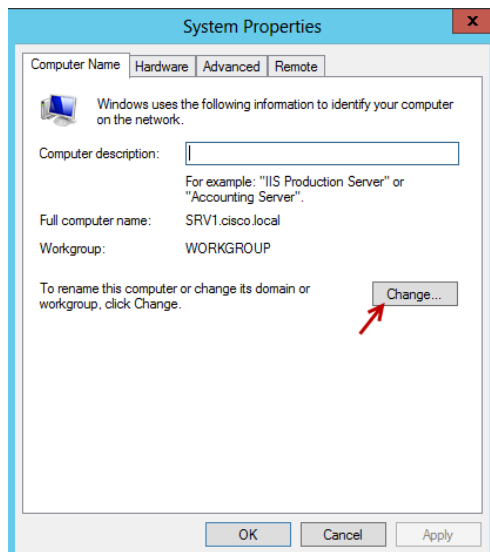 System Properties
x
Computer Name Hardware Advanced Remote
Windows uses the following information to identify your computer
on the network.
Computer description:
For example: "IIS Production Server" or
"Accounting Server".
Full computer name: SRV1.cisco.local
Workgroup: WORKGROUP
To rename this computer or change its domain or
workgroup, click Change.
Change...
OK Cancel Apply